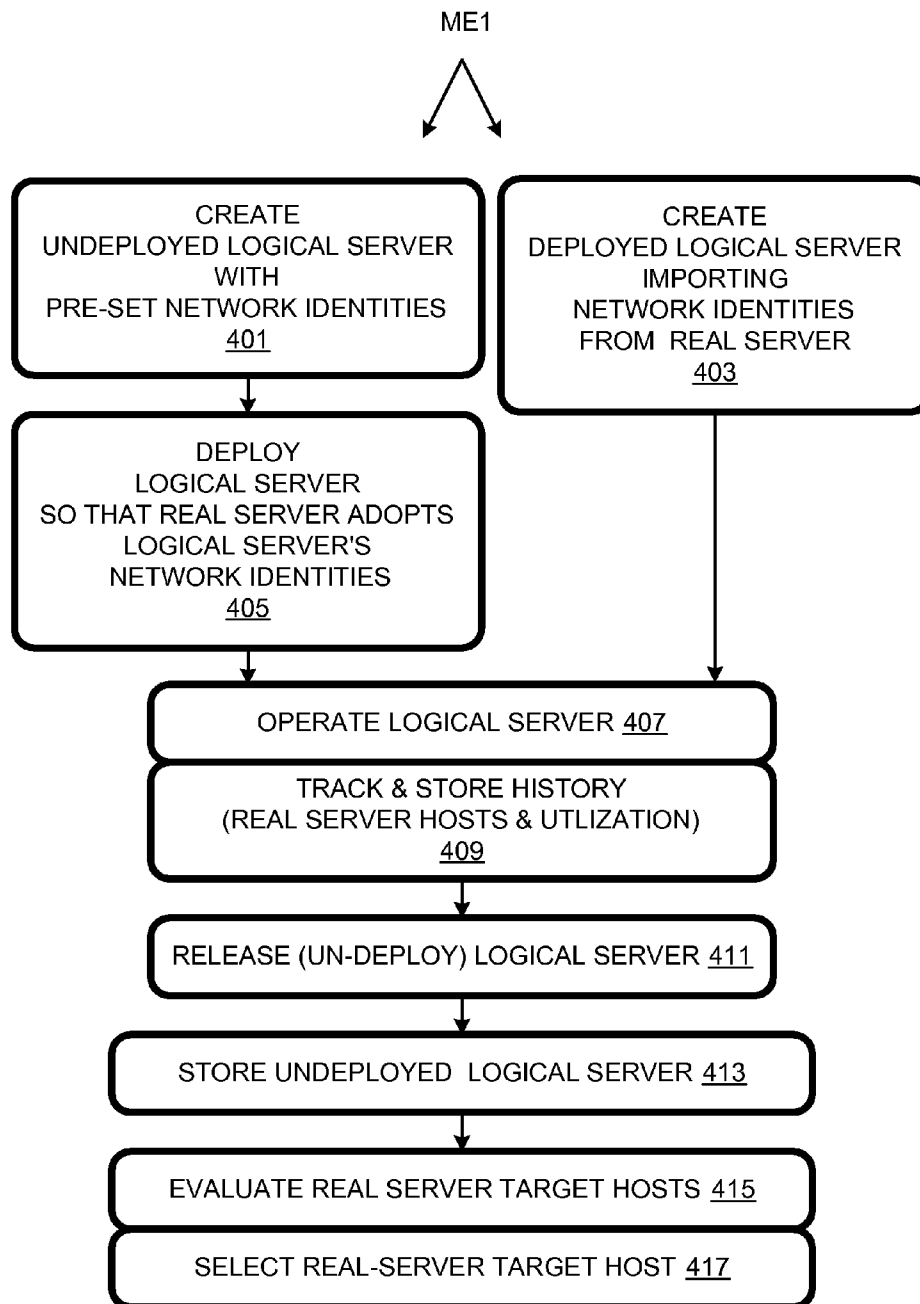 ME1
CREATE
UNDEPLOYED LOGICAL SERVER
WITH
PRE-SET NETWORK IDENTITIES
401
CREATE
DEPLOYED LOGICAL SERVER
IMPORTING
NETWORK IDENTITIES
FROM REAL SERVER
403
DEPLOY
LOGICAL SERVER
SO THAT REAL SERVER ADOPTS
LOGICAL SERVER'S
NETWORK IDENTITIES
405
OPERATE LOGICAL SERVER 407
TRACK & STORE HISTORY
(REAL SERVER HOSTS & UTLIZATION)
409
RELEASE (UN-DEPLOY) LOGICAL SERVER 411
STORE UNDEPLOYED LOGICAL SERVER 413
EVALUATE REAL SERVER TARGET HOSTS 415
SELECT REAL-SERVER TARGET HOST 417